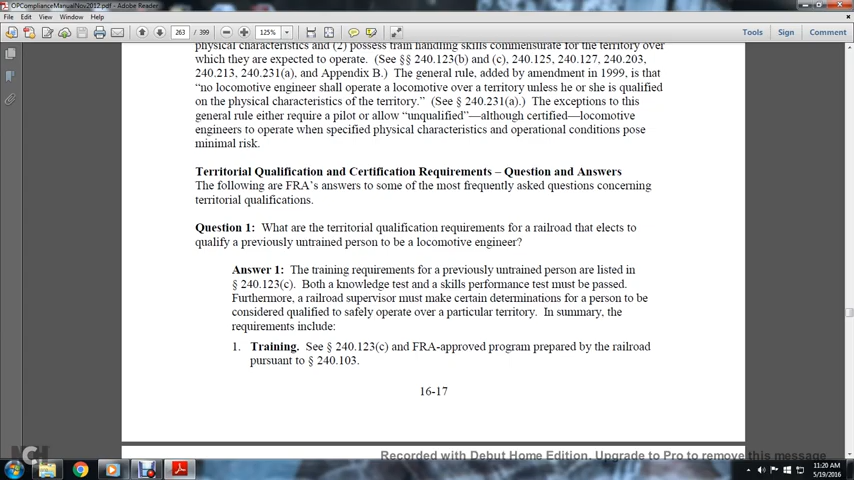 OPComplianceManualNov2012.pdf - Adobe Reader
File Edit View Window Help
263 / 399 125% Tools Sign Comment
physical characteristics and (2) possess train handling skills commensurate for the territory over
which they are expected to operate. (See §§ 240.123(b) and (c), 240.125, 240.127, 240.203,
240.213, 240.231(a), and Appendix B.) The general rule, added by amendment in 1999, is that
“no locomotive engineer shall operate a locomotive over a territory unless he or she is qualified
on the physical characteristics of the territory.” (See § 240.231(a).) The exceptions to this
general rule either require a pilot or allow “unqualified”—although certified—locomotive
engineers to operate when specified physical characteristics and operational conditions pose
minimal risk.
Territorial Qualification and Certification Requirements – Question and Answers
The following are FRA’s answers to some of the most frequently asked questions concerning
territorial qualifications.
Question 1: What are the territorial qualification requirements for a railroad that elects to
qualify a previously untrained person to be a locomotive engineer?
Answer 1: The training requirements for a previously untrained person are listed in
§ 240.123(c). Both a knowledge test and a skills performance test must be passed.
Furthermore, a railroad supervisor must make certain determinations for a person to be
considered qualified to safely operate over a particular territory. In summary, the
requirements include:
1. Training. See § 240.123(c) and FRA-approved program prepared by the railroad
pursuant to § 240.103.
16-17
NCH
Recorded with Debut Home Edition. Upgrade to Pro to remove this message
11:20 AM
5/19/2016